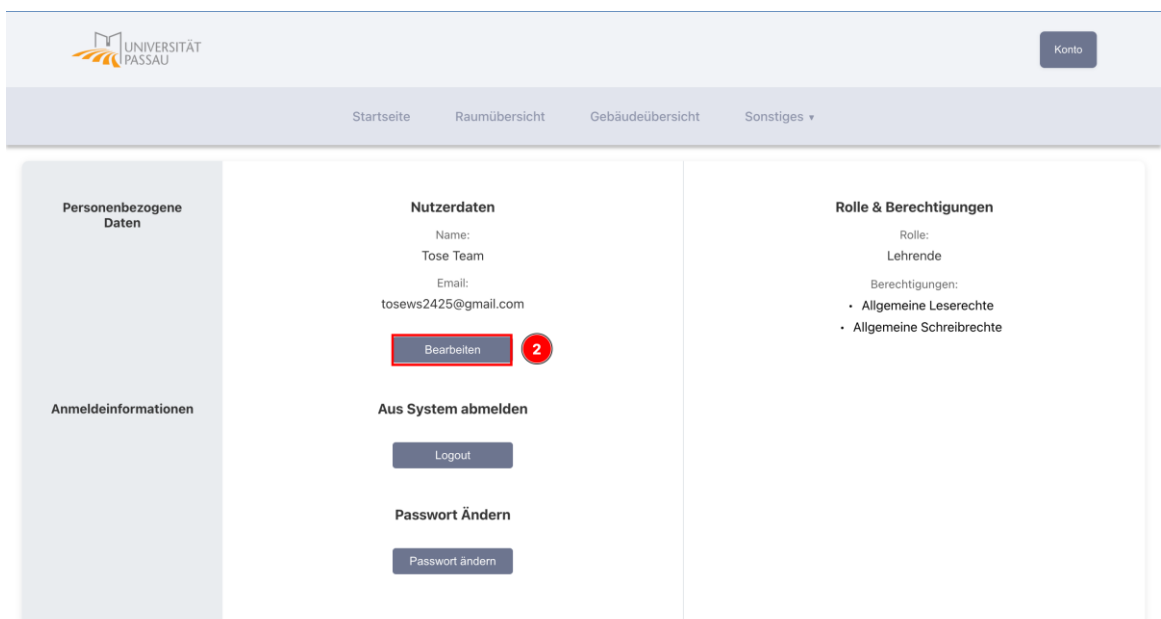 UNIVERSITÄT
PASSAU
Konto
Startseite Raumübersicht Gebäudeübersicht Sonstiges ▾
Personenbezogene
Daten
Nutzerdaten
Name:
Tose Team
Email:
tosews2425@gmail.com
Bearbeiten 2
Rolle & Berechtigungen
Rolle:
Lehrende
Berechtigungen:
• Allgemeine Leserechte
• Allgemeine Schreibrechte
Anmeldeinformationen
Aus System abmelden
Logout
Passwort Ändern
Passwort ändern